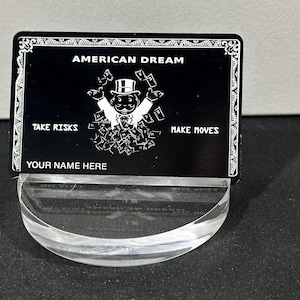 AMERICAN DREAM
TAKE RISKS
MAKE MOVES
YOUR NAME HERE